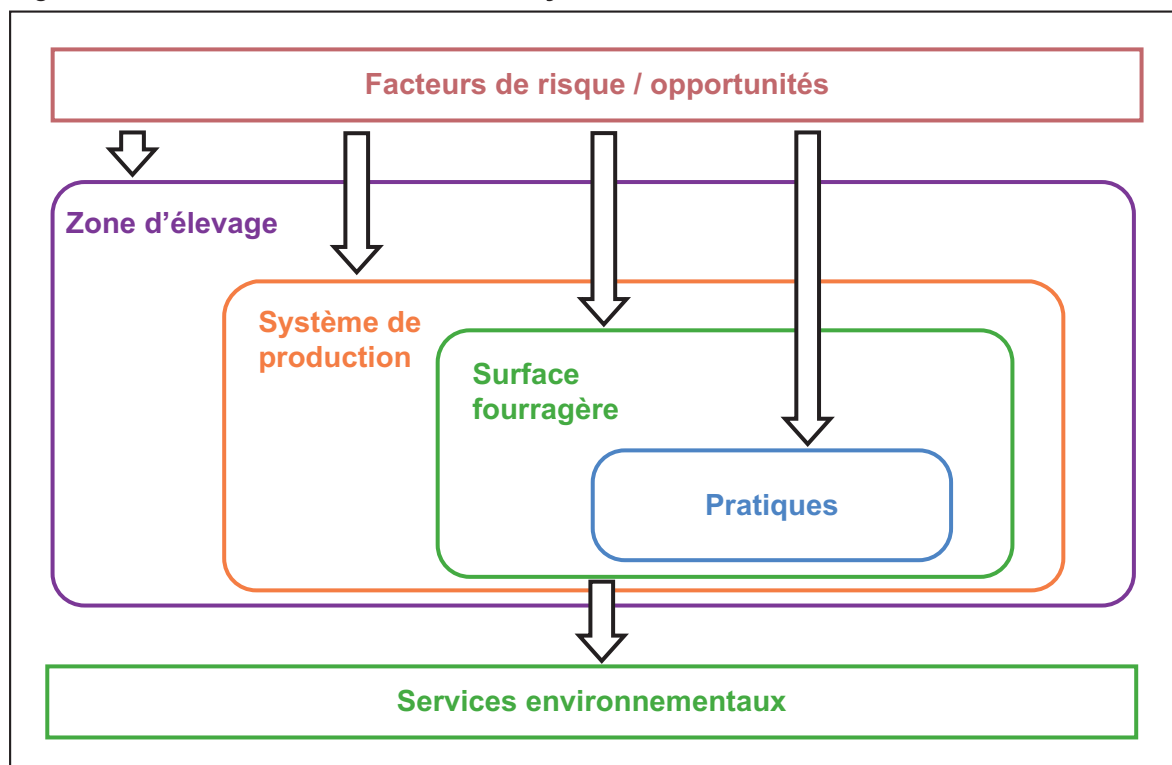 Facteurs de risque / opportunités
Zone d'élevage
Système de
production
Surface
fourragère
Pratiques
Services environnementaux